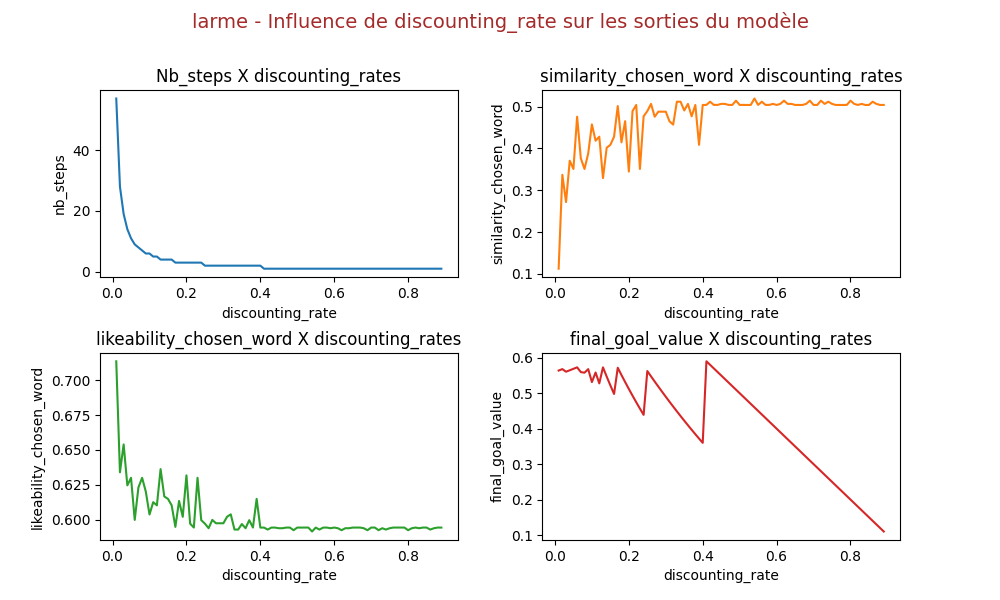 larme - Influence de discounting_rate sur les sorties du modèle
Nb_steps X discounting_rates
nb_steps
40
20
0
0.0 0.2 0.4 0.6 0.8
discounting_rate
similarity_chosen_word X discounting_rates
similarity_chosen_word
0.5
0.4
0.3
0.2
0.1
0.0 0.2 0.4 0.6 0.8
discounting_rate
likeability_chosen_word X discounting_rates
likeability_chosen_word
0.700
0.675
0.650
0.625
0.600
0.0 0.2 0.4 0.6 0.8
discounting_rate
final_goal_value X discounting_rates
final_goal_value
0.6
0.5
0.4
0.3
0.2
0.1
0.0 0.2 0.4 0.6 0.8
discounting_rate